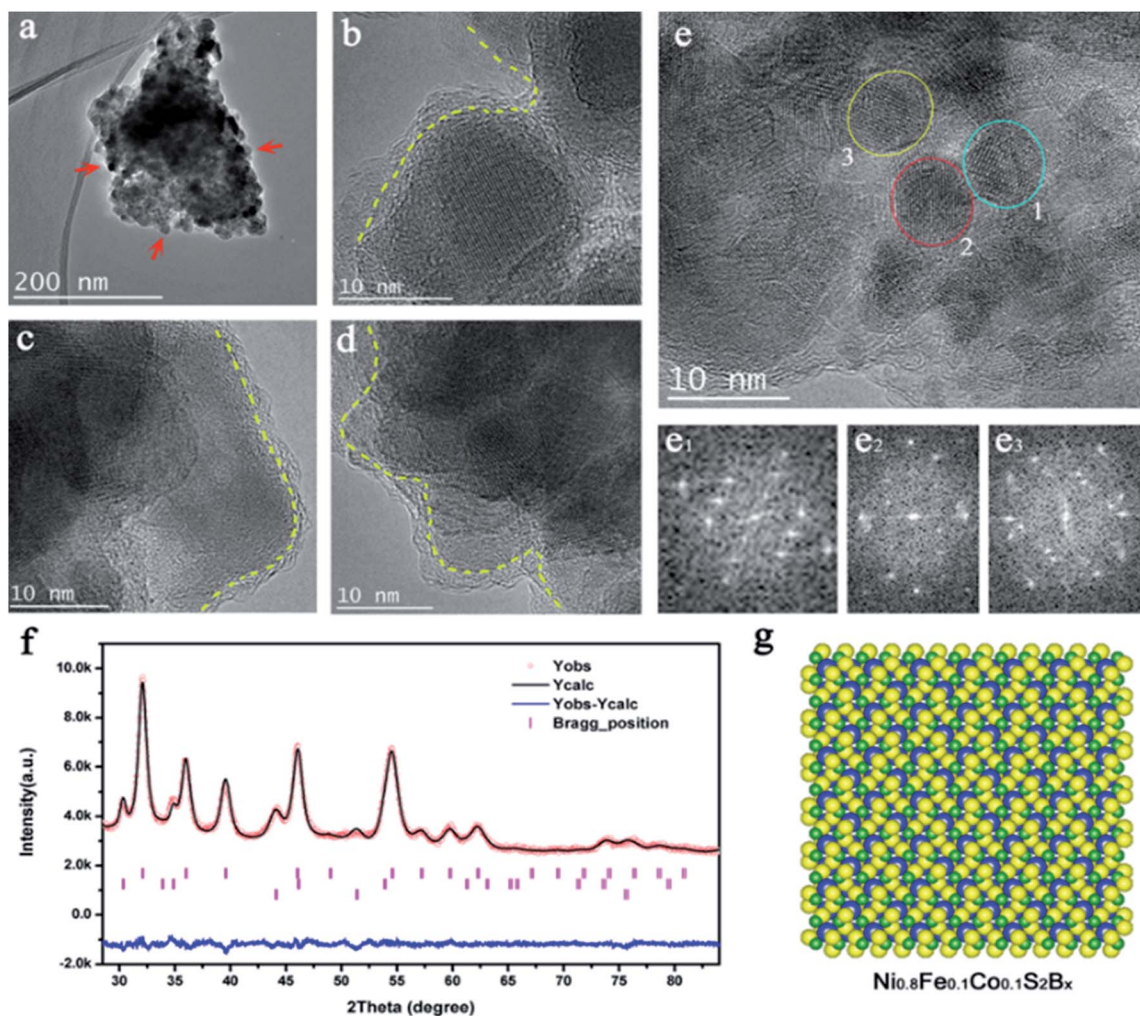 a
200 nm
b
10 nm
e
3
1
2
10 nm
c
10 nm
d
10 nm
e1
e2
e3
f
10.0k
8.0k
6.0k
4.0k
2.0k
0.0
-2.0k
Intensity(a.u.)
Yobs
Ycalc
Yobs-Ycalc
Bragg_position
30 35 40 45 50 55 60 65 70 75 80
2Theta (degree)
g
Ni0.8Fe0.1Co0.1S2Bx